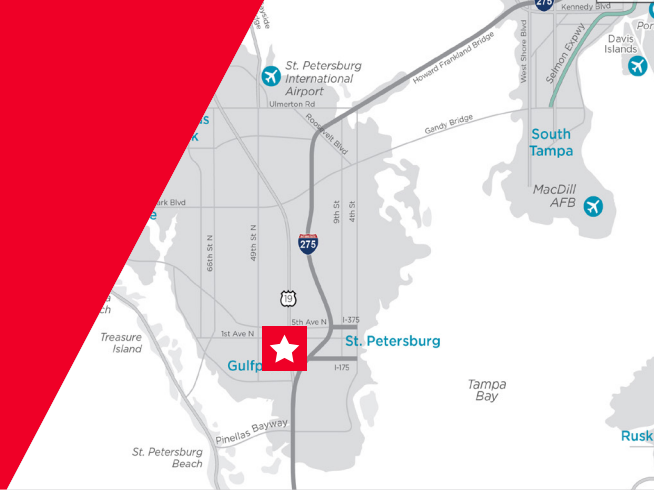 275
Kennedy Blvd
West Shore Blvd
Selmon Expwy
Davis
Islands
Howard Frankland Bridge
St. Petersburg
International
Airport
Ulmerton Rd
Roosevelt Blvd
Gandy Bridge
South
Tampa
MacDill
AFB
9th St
4th St
66th St N
49th St N
275
19
5th Ave N
I-375
1st Ave N
St. Petersburg
I-175
Treasure
Island
Tampa
Bay
Pinellas Bayway
St. Petersburg
Beach